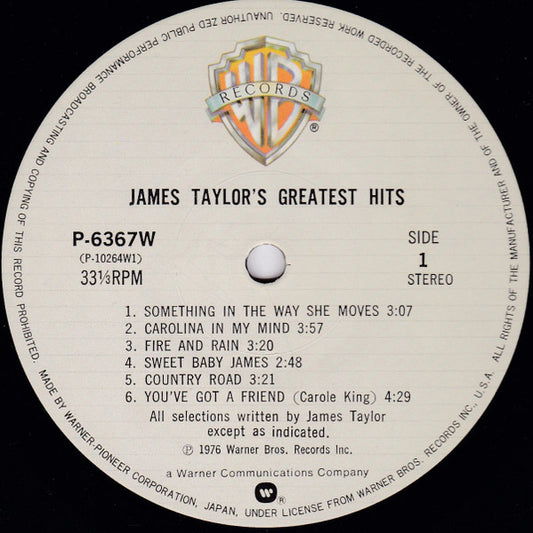 ALL RIGHTS OF THE MANUFACTURER AND OF THE OWNER OF THE RECORDED WORK RESERVED. UNAUTHORIZED PUBLIC PERFORMANCE BROADCASTING AND COPYING OF THIS RECORD PROHIBITED.
WB
RECORDS
®
JAMES TAYLOR'S GREATEST HITS
P-6367W
(P-10264W1)
33⅓RPM
SIDE
1
STEREO
1. SOMETHING IN THE WAY SHE MOVES 3:07
2. CAROLINA IN MY MIND 3:57
3. FIRE AND RAIN 3:20
4. SWEET BABY JAMES 2:48
5. COUNTRY ROAD 3:21
6. YOU'VE GOT A FRIEND (Carole King) 4:29
All selections written by James Taylor
except as indicated.
℗ 1976 Warner Bros. Records Inc.
a Warner Communications Company
®
MADE BY WARNER-PIONEER CORPORATION, JAPAN, UNDER LICENSE FROM WARNER BROS. RECORDS INC., U.S.A.